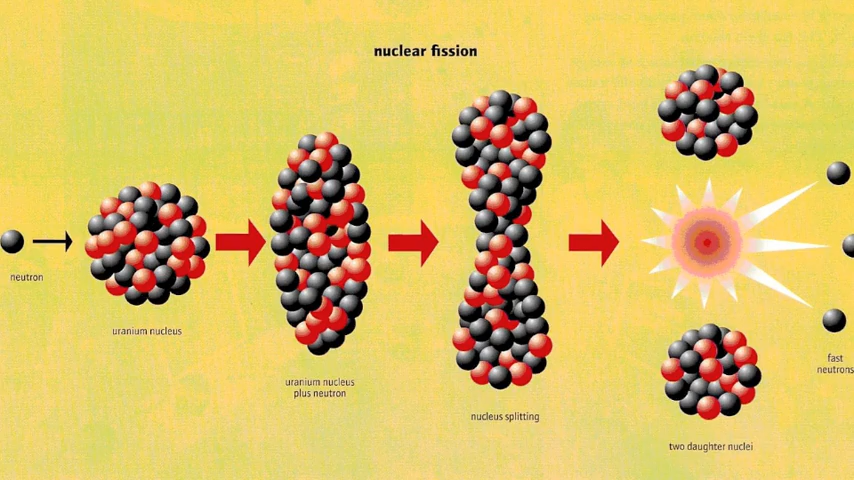 nuclear fission
neutron
uranium nucleus
uranium nucleus
plus neutron
nucleus splitting
two daughter nuclei
fast
neutrons